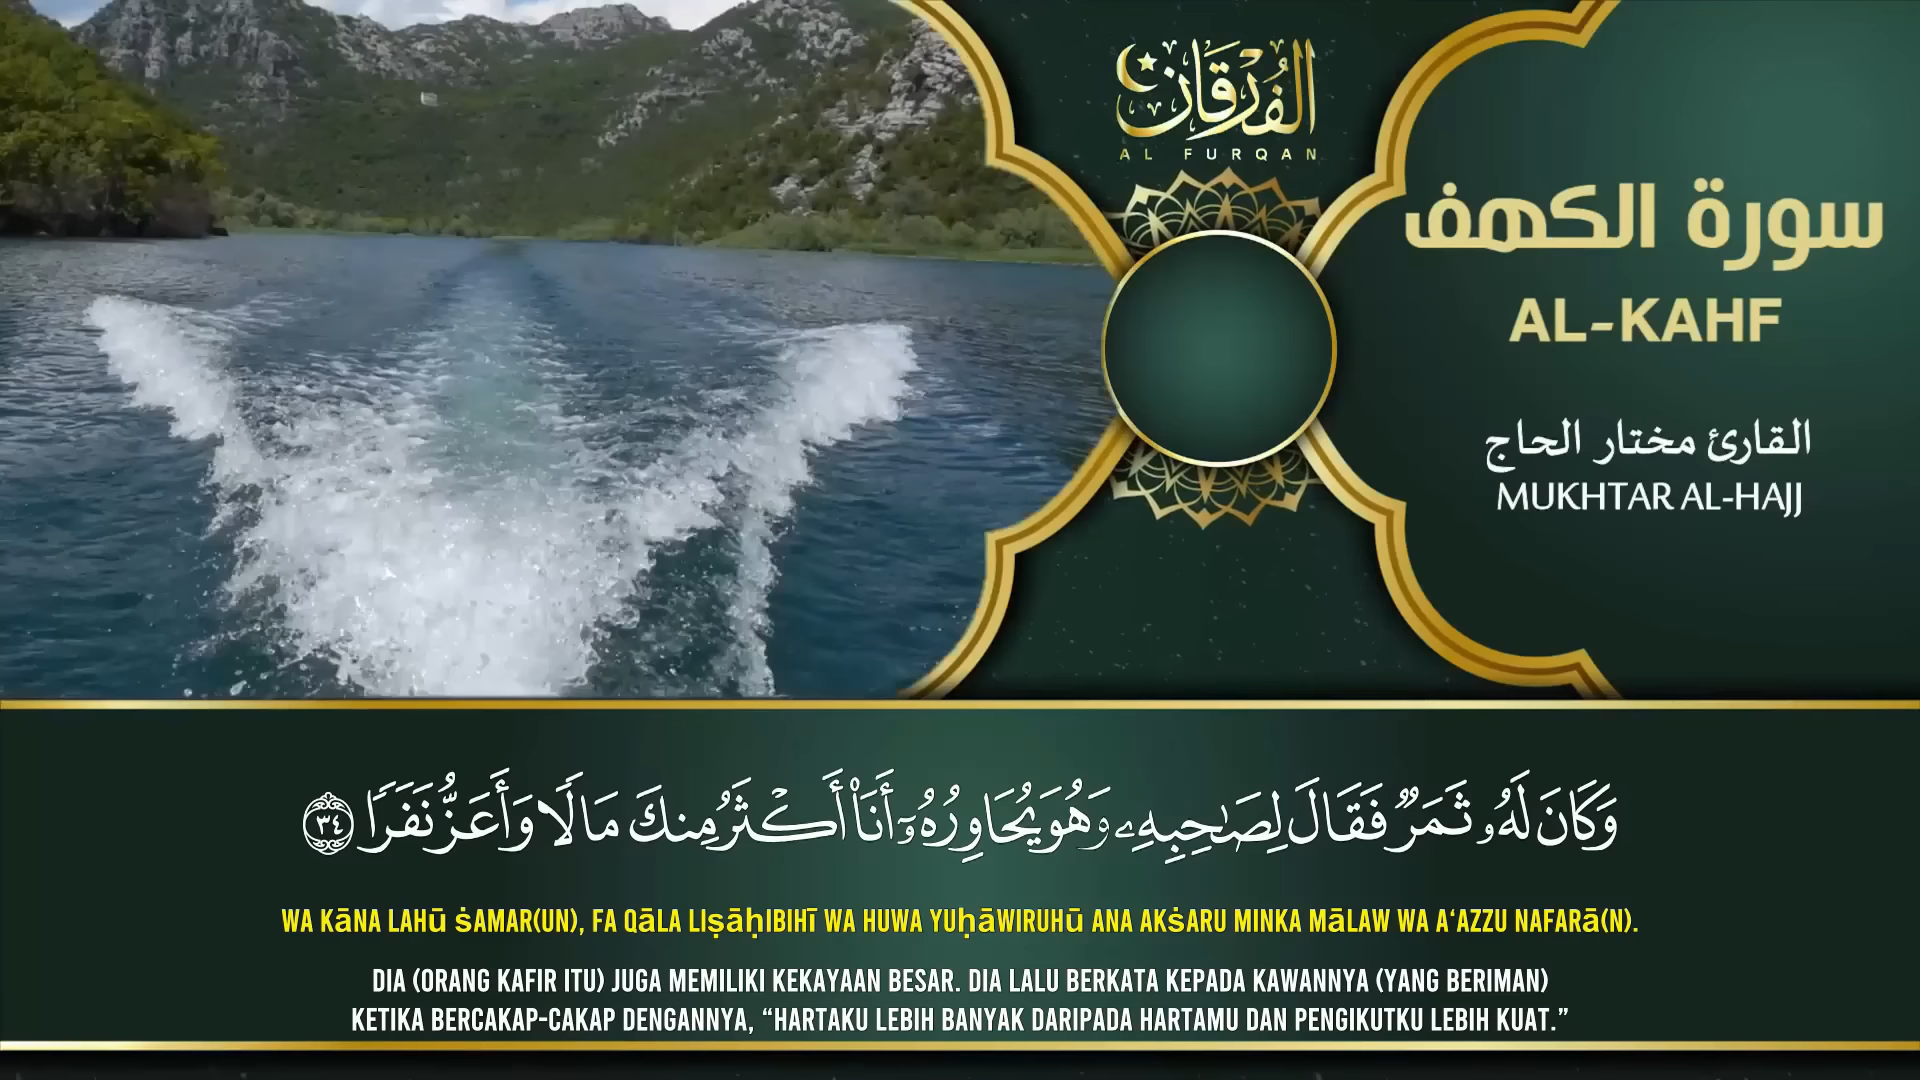 الفُرْقَان
AL FURQAN
سورة الكهف
AL-KAHF
القارئ مختار الحاج
MUKHTAR AL-HAJJ
وَكَانَ لَهُۥ ثَمَرٌۭ فَقَالَ لِصَـٰحِبِهِۦ وَهُوَ يُحَاوِرُهُۥٓ أَنَا۠ أَكْثَرُ مِنكَ مَالًۭا وَأَعَزُّ نَفَرًۭا ٣٤
WA KāNA LAHū ṡAMAR(UN), FA QāLA LIṣāḥIBIHī WA HUWA YUḥāWIRUHū ANA AKṡARU MINKA MāLAW WA A‘AZZU NAFARā(N).
DIA (ORANG KAFIR ITU) JUGA MEMILIKI KEKAYAAN BESAR. DIA LALU BERKATA KEPADA KAWANNYA (YANG BERIMAN)
KETIKA BERCAKAP-CAKAP DENGANNYA, “HARTAKU LEBIH BANYAK DARIPADA HARTAMU DAN PENGIKUTKU LEBIH KUAT.”